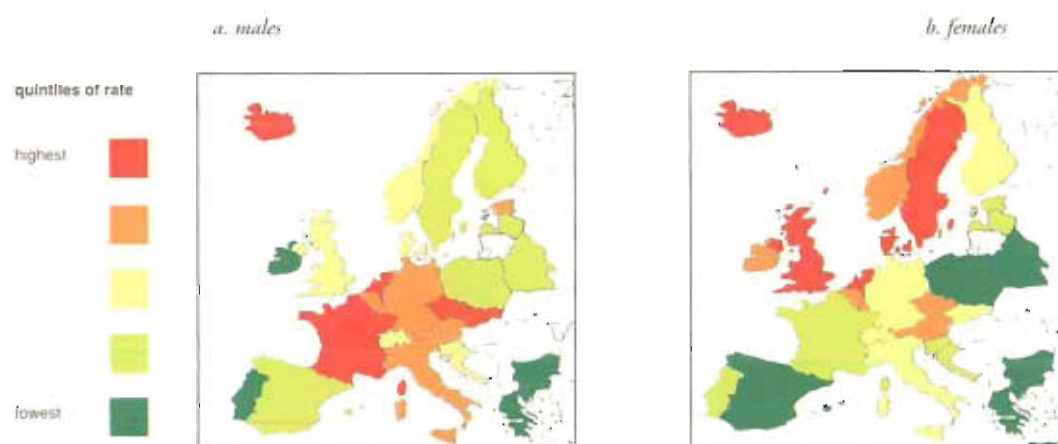 a. males
b. females
quintiles of rate
highest
lowest